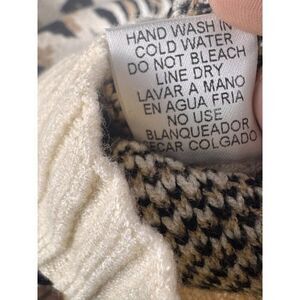 HAND WASH IN
COLD WATER
DO NOT BLEACH
LINE DRY
LAVAR A MANO
EN AGUA FRIA
NO USE
BLANQUEADOR
ECAR COLGADO